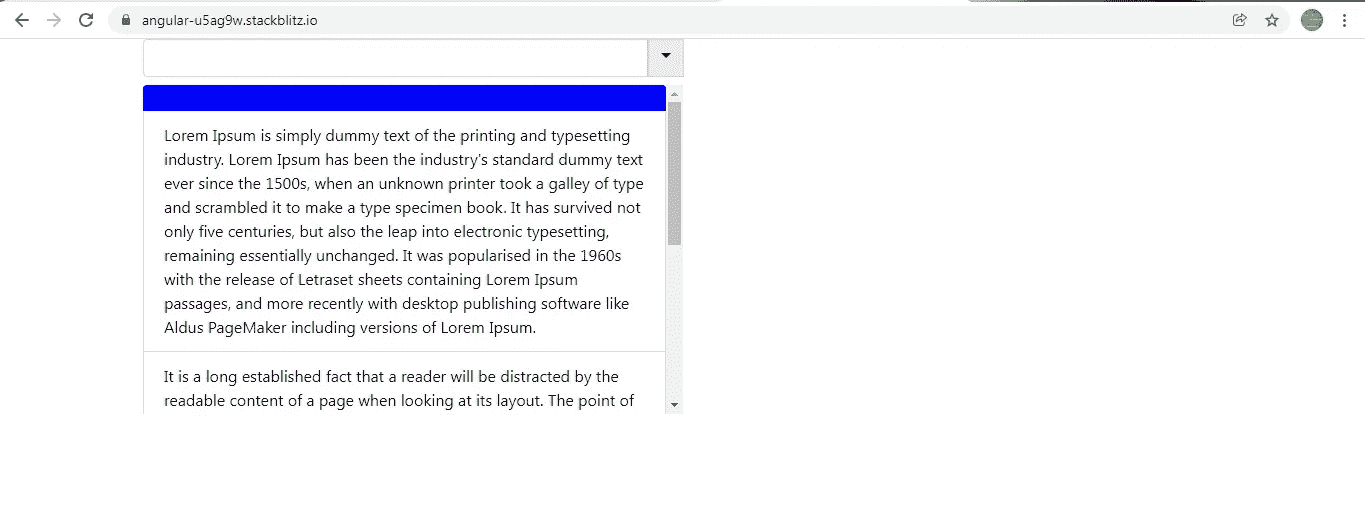 angular-u5ag9w.stackblitz.io
Lorem Ipsum is simply dummy text of the printing and typesetting
industry. Lorem Ipsum has been the industry's standard dummy text
ever since the 1500s, when an unknown printer took a galley of type
and scrambled it to make a type specimen book. It has survived not
only five centuries, but also the leap into electronic typesetting,
remaining essentially unchanged. It was popularised in the 1960s
with the release of Letraset sheets containing Lorem Ipsum
passages, and more recently with desktop publishing software like
Aldus PageMaker including versions of Lorem Ipsum.
It is a long established fact that a reader will be distracted by the
readable content of a page when looking at its layout. The point of